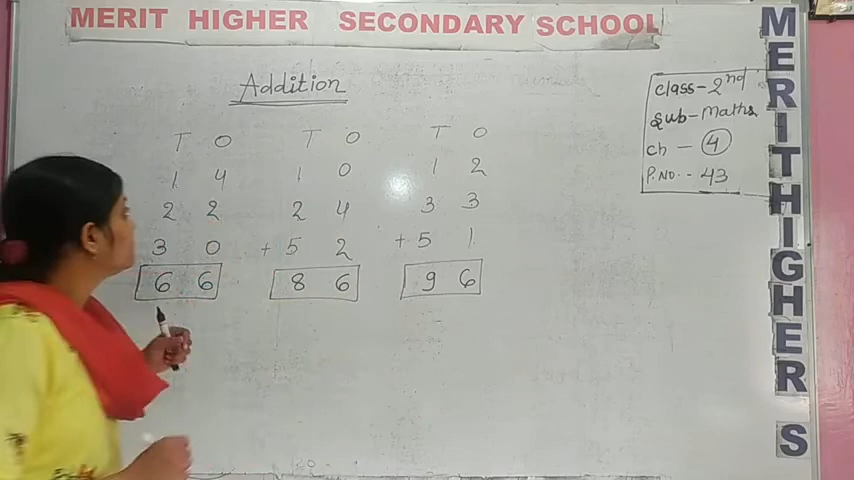 MERIT HIGHER SECONDARY SCHOOL
Addition
T O T O T O
1 4 1 0 1 2
2 2 2 4 3 3
3 0 + 5 2 + 5 1
6 6 8 6 9 6
Class-2nd
Sub-Maths
ch - 4
P.NO.- 43
MERIT HIGHER S